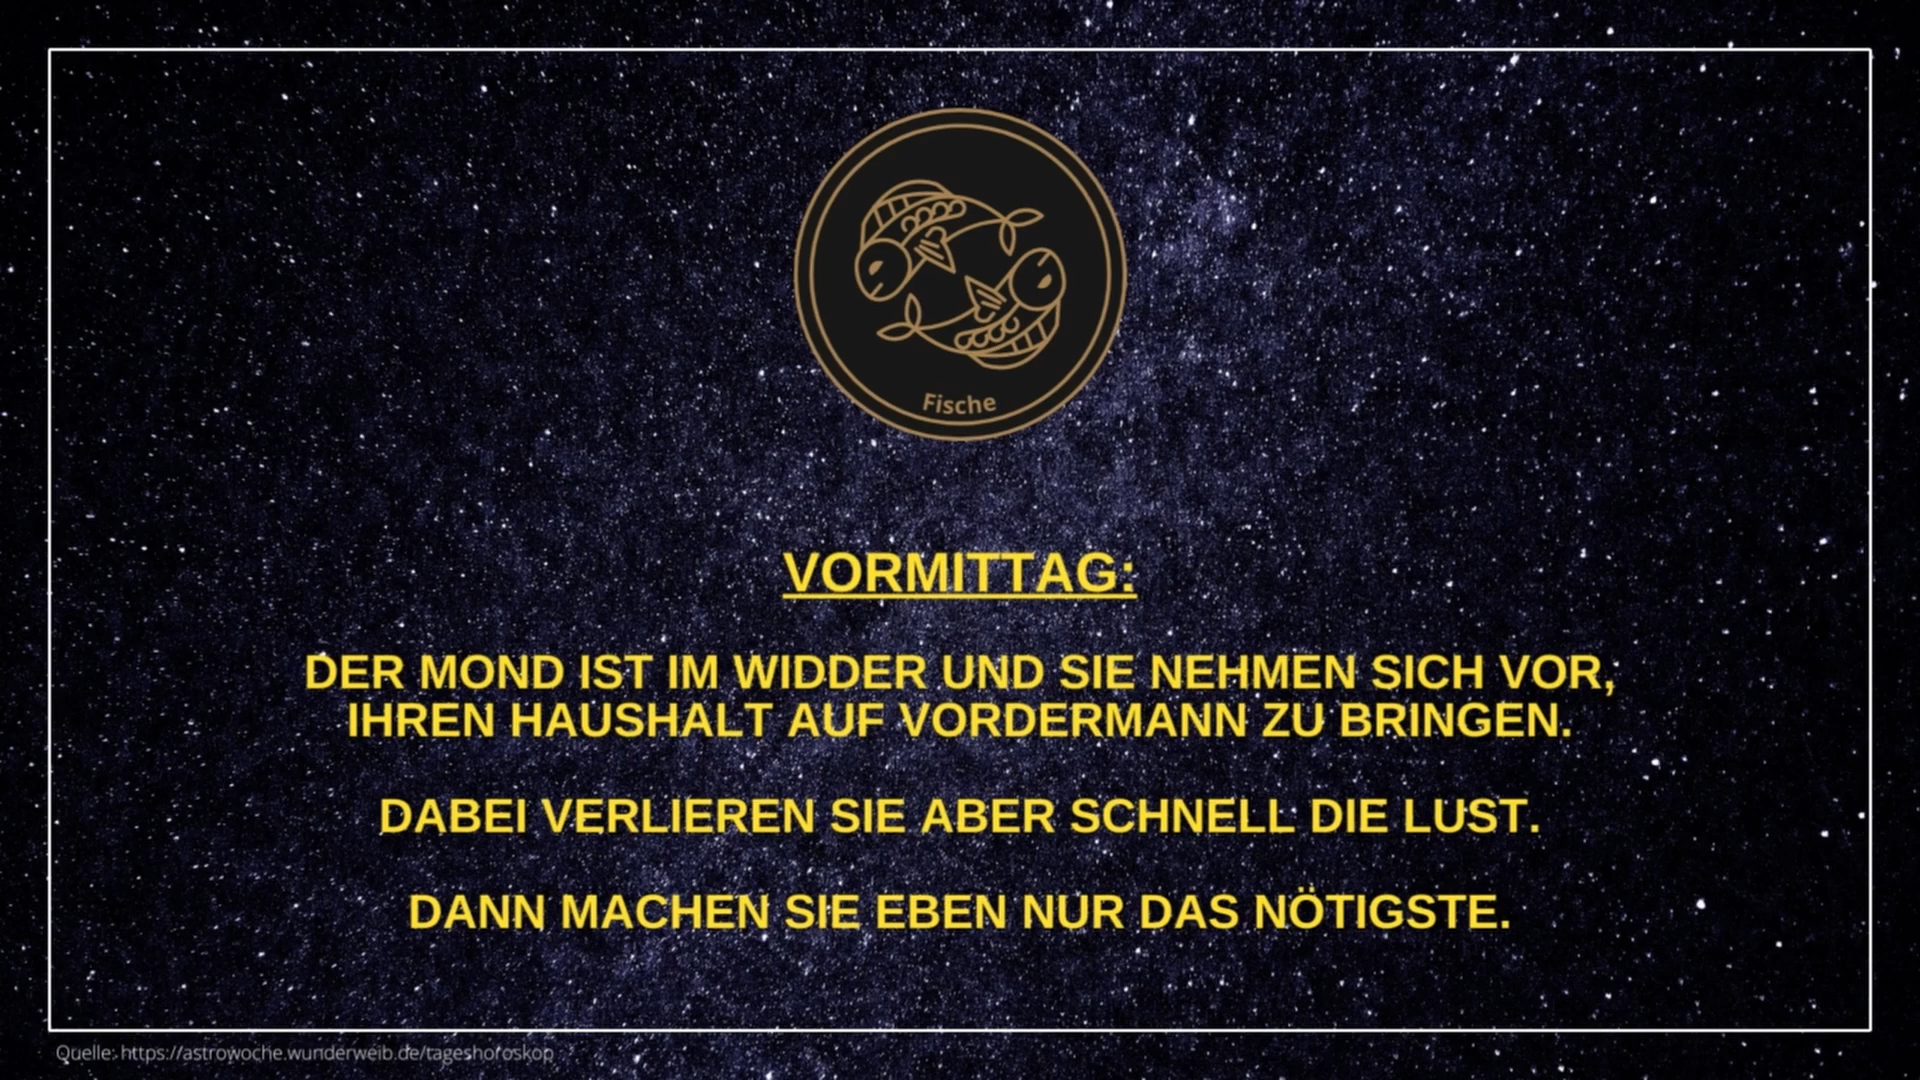 Fische
VORMITTAG:
DER MOND IST IM WIDDER UND SIE NEHMEN SICH VOR,
IHREN HAUSHALT AUF VORDERMANN ZU BRINGEN.
DABEI VERLIEREN SIE ABER SCHNELL DIE LUST.
DANN MACHEN SIE EBEN NUR DAS NÖTIGSTE.
Quelle: https://astrowoche.wunderweib.de/tageshoroskop